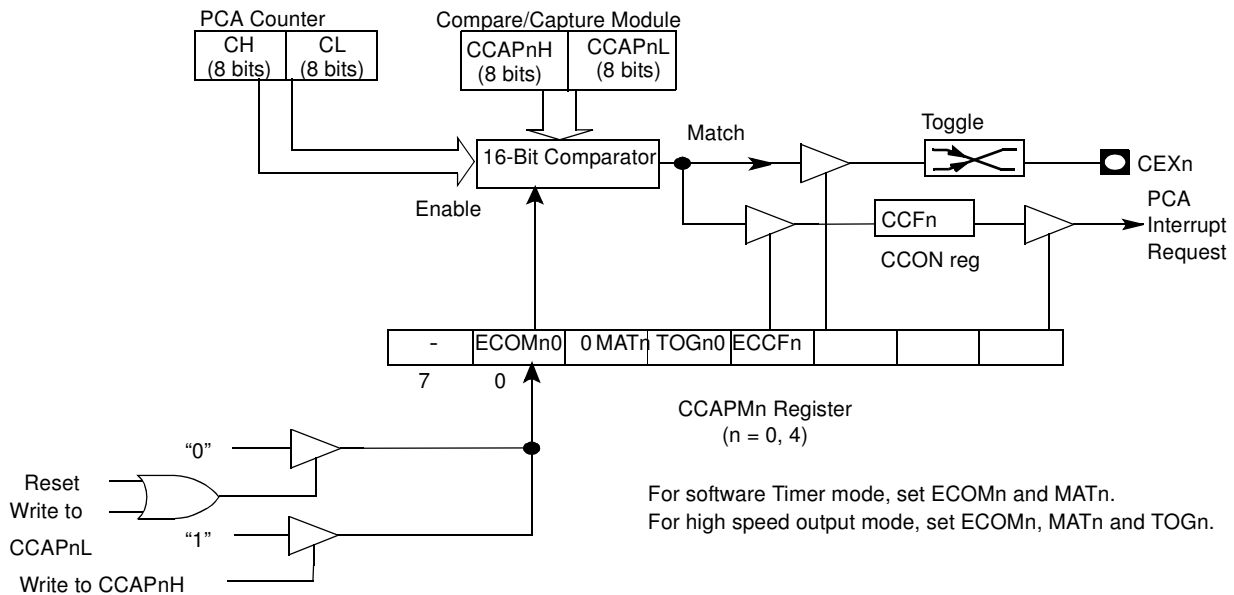 PCA Counter
CH
(8 bits)
CL
(8 bits)
Compare/Capture Module
CCAPnH
(8 bits)
CCAPnL
(8 bits)
16-Bit Comparator
Match
Toggle
CEXn
Enable
CCFn
CCON reg
PCA
Interrupt
Request
- ECOMn0 0 MATn TOGn0 ECCFn
7 0
CCAPMn Register
(n = 0, 4)
“0”
Reset
Write to
CCAPnL
“1”
Write to CCAPnH
For software Timer mode, set ECOMn and MATn.
For high speed output mode, set ECOMn, MATn and TOGn.